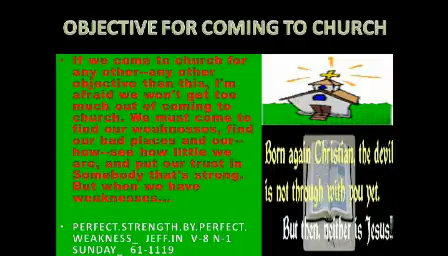 OBJECTIVE FOR COMING TO CHURCH
• If we come to church for
any other--any other
objective than this, I'm
afraid we won't get too
much out of coming to
church. We must come to
find our weaknesses, find
our bad places and our--
how--see how little we
are, and put our trust in
Somebody that's strong.
But when we have
weaknesses...
• PERFECT.STRENGTH.BY.PERFECT.
WEAKNESS_ JEFF.IN V-8 N-1
SUNDAY_ 61-1119
Born again Christian, the devil
is not through with you yet.
But then, neither is Jesus!!